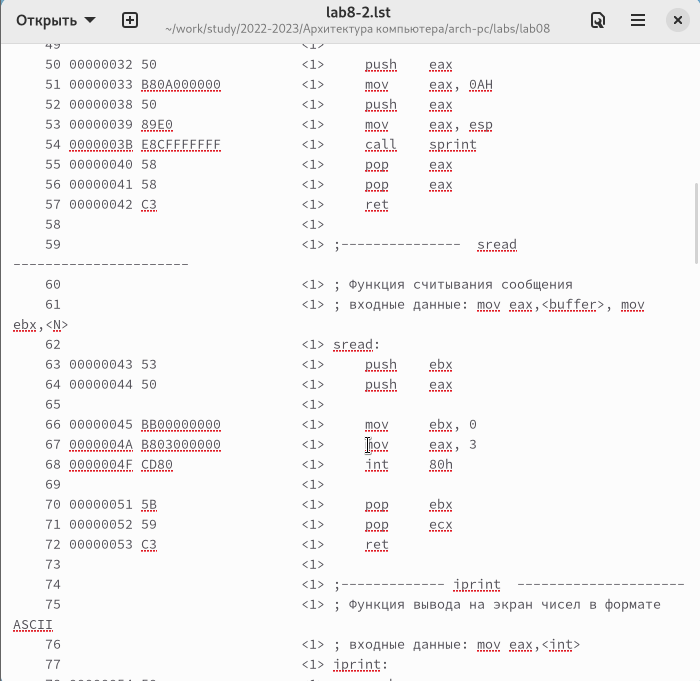 Открыть
lab8-2.lst
~/work/study/2022-2023/Архитектура компьютера/arch-pc/labs/lab08
49 <1>
50 00000032 50 <1> push eax
51 00000033 B80A000000 <1> mov eax, 0AH
52 00000038 50 <1> push eax
53 00000039 89E0 <1> mov eax, esp
54 0000003B E8CFFFFFFF <1> call sprint
55 00000040 58 <1> pop eax
56 00000041 58 <1> pop eax
57 00000042 C3 <1> ret
58 <1>
59 <1> ;--------------- sread
----------------------
60 <1> ; Функция считывания сообщения
61 <1> ; входные данные: mov eax,<buffer>, mov
ebx,<N>
62 <1> sread:
63 00000043 53 <1> push ebx
64 00000044 50 <1> push eax
65 <1>
66 00000045 BB00000000 <1> mov ebx, 0
67 0000004A B803000000 <1> mov eax, 3
68 0000004F CD80 <1> int 80h
69 <1>
70 00000051 5B <1> pop ebx
71 00000052 59 <1> pop ecx
72 00000053 C3 <1> ret
73 <1>
74 <1> ;------------- iprint ---------------------
75 <1> ; Функция вывода на экран чисел в формате
ASCII
76 <1> ; входные данные: mov eax,<int>
77 <1> iprint: